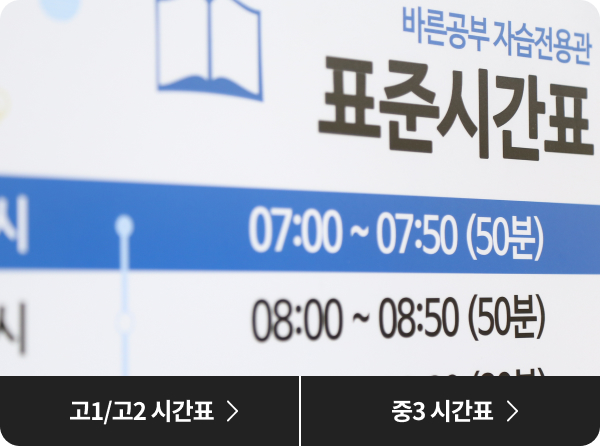 바른공부 자습전용관
표준시간표
시 07:00 ~ 07:50 (50분)
시 08:00 ~ 08:50 (50분)
고1/고2 시간표 중3 시간표